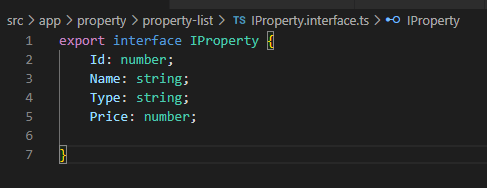 src > app > property > property-list > TS IProperty.interface.ts > IProperty
1 export interface IProperty {
2 Id: number;
3 Name: string;
4 Type: string;
5 Price: number;
6
7 }